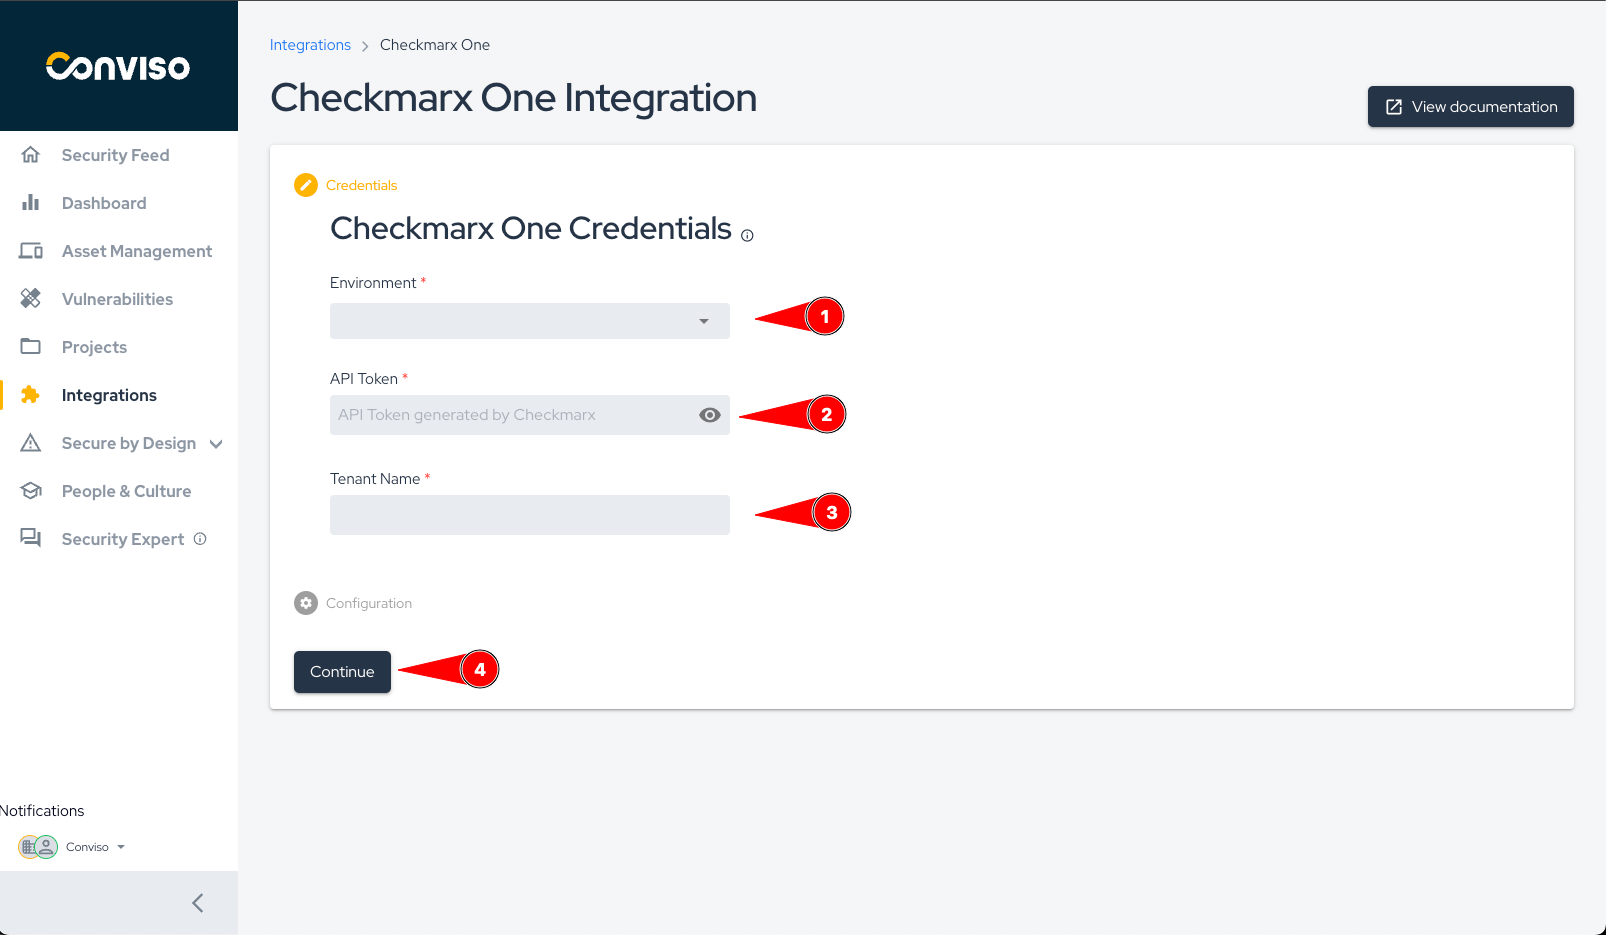 Conviso
Security Feed
Dashboard
Asset Management
Vulnerabilities
Projects
Integrations
Secure by Design
People & Culture
Security Expert
Notifications
Conviso
Integrations > Checkmarx One
Checkmarx One Integration
View documentation
Credentials
Checkmarx One Credentials
Environment *
1
API Token *
API Token generated by Checkmarx
2
Tenant Name *
3
Configuration
Continue
4